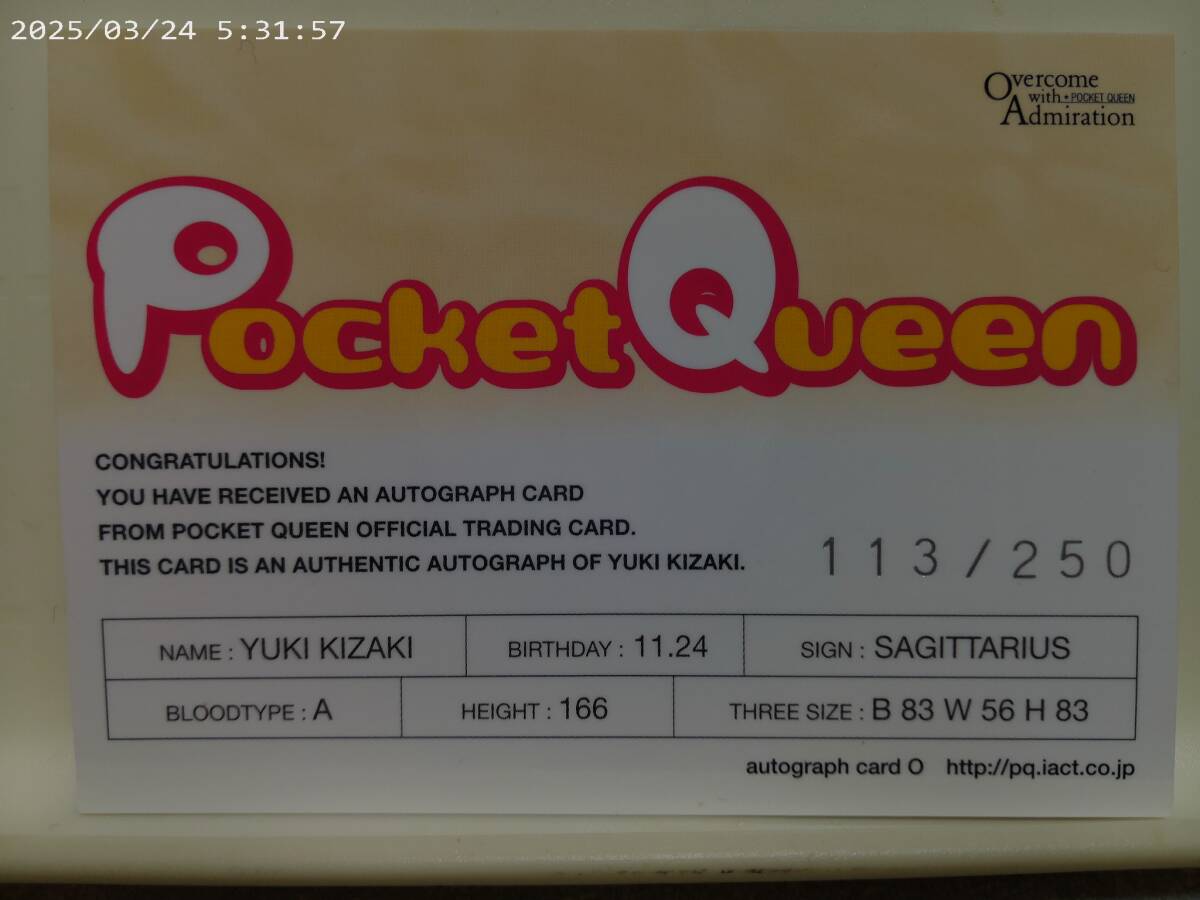 2025/03/24 5:31:57
Overcome
with★POCKET QUEEN
Admiration
PocketQueen
CONGRATULATIONS!
YOU HAVE RECEIVED AN AUTOGRAPH CARD
FROM POCKET QUEEN OFFICIAL TRADING CARD.
THIS CARD IS AN AUTHENTIC AUTOGRAPH OF YUKI KIZAKI.
113/250
NAME : YUKI KIZAKI BIRTHDAY : 11.24 SIGN : SAGITTARIUS
BLOODTYPE : A HEIGHT : 166 THREE SIZE : B 83 W 56 H 83
autograph card O http://pq.iact.co.jp